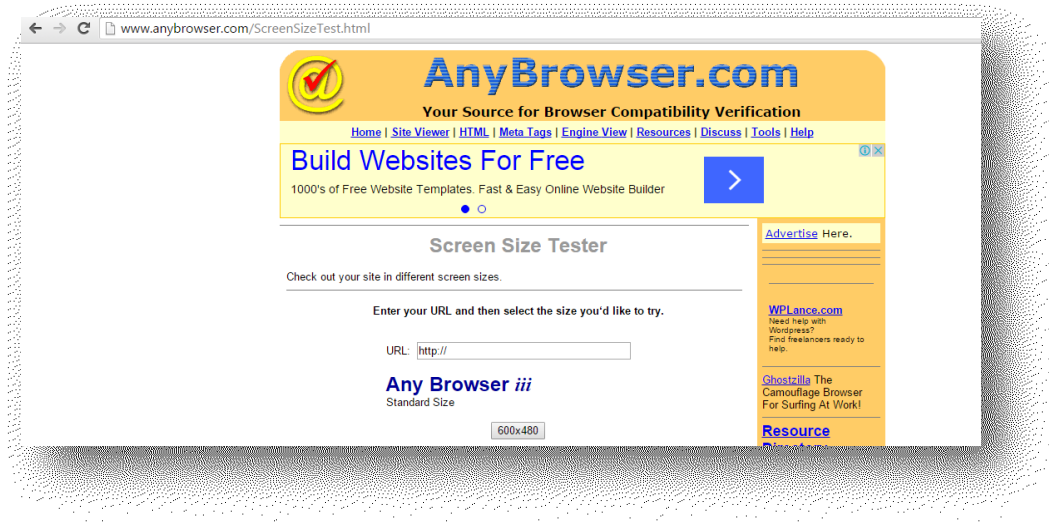 www.anybrowser.com/ScreenSizeTest.html
AnyBrowser.com
Your Source for Browser Compatibility Verification
Home | Site Viewer | HTML | Meta Tags | Engine View | Resources | Discuss | Tools | Help
Build Websites For Free
1000's of Free Website Templates. Fast & Easy Online Website Builder
Screen Size Tester
Check out your site in different screen sizes.
Enter your URL and then select the size you'd like to try.
URL: http://
Any Browser iii
Standard Size
600x480
Advertise Here.
WPLance.com
Need help with
Wordpress?
Find freelancers ready to
help.
Ghostzilla The
Camouflage Browser
For Surfing At Work!
Resource